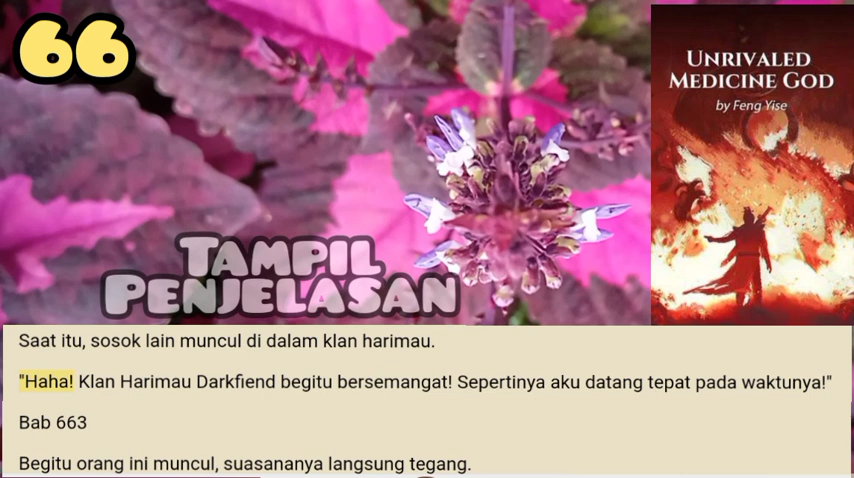 66
UNRIVALED
MEDICINE GOD
by Feng Yise
TAMPIL
PENJELASAN
Saat itu, sosok lain muncul di dalam klan harimau.
"Haha! Klan Harimau Darkfiend begitu bersemangat! Sepertinya aku datang tepat pada waktunya!"
Bab 663
Begitu orang ini muncul, suasananya langsung tegang.